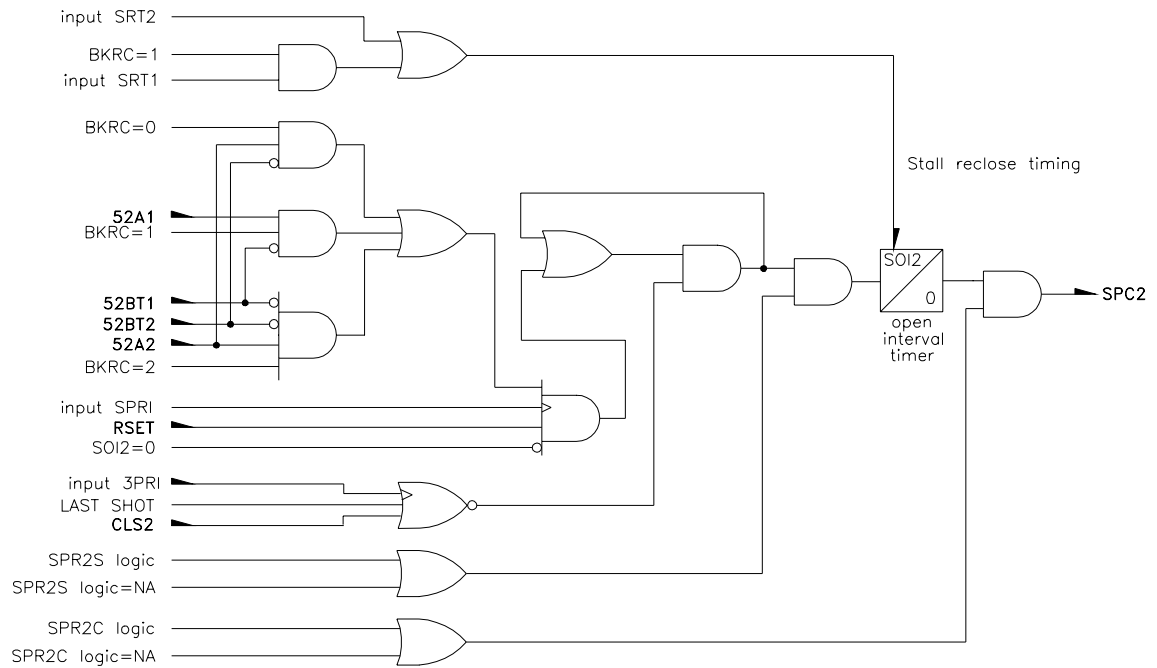 input SRT2
BKRC=1
input SRT1
BKRC=0
Stall reclose timing
52A1
BKRC=1
SOI2
0
open
interval
timer
SPC2
52BT1
52BT2
52A2
BKRC=2
input SPRI
RSET
SOI2=0
input 3PRI
LAST SHOT
CLS2
SPR2S logic
SPR2S logic=NA
SPR2C logic
SPR2C logic=NA